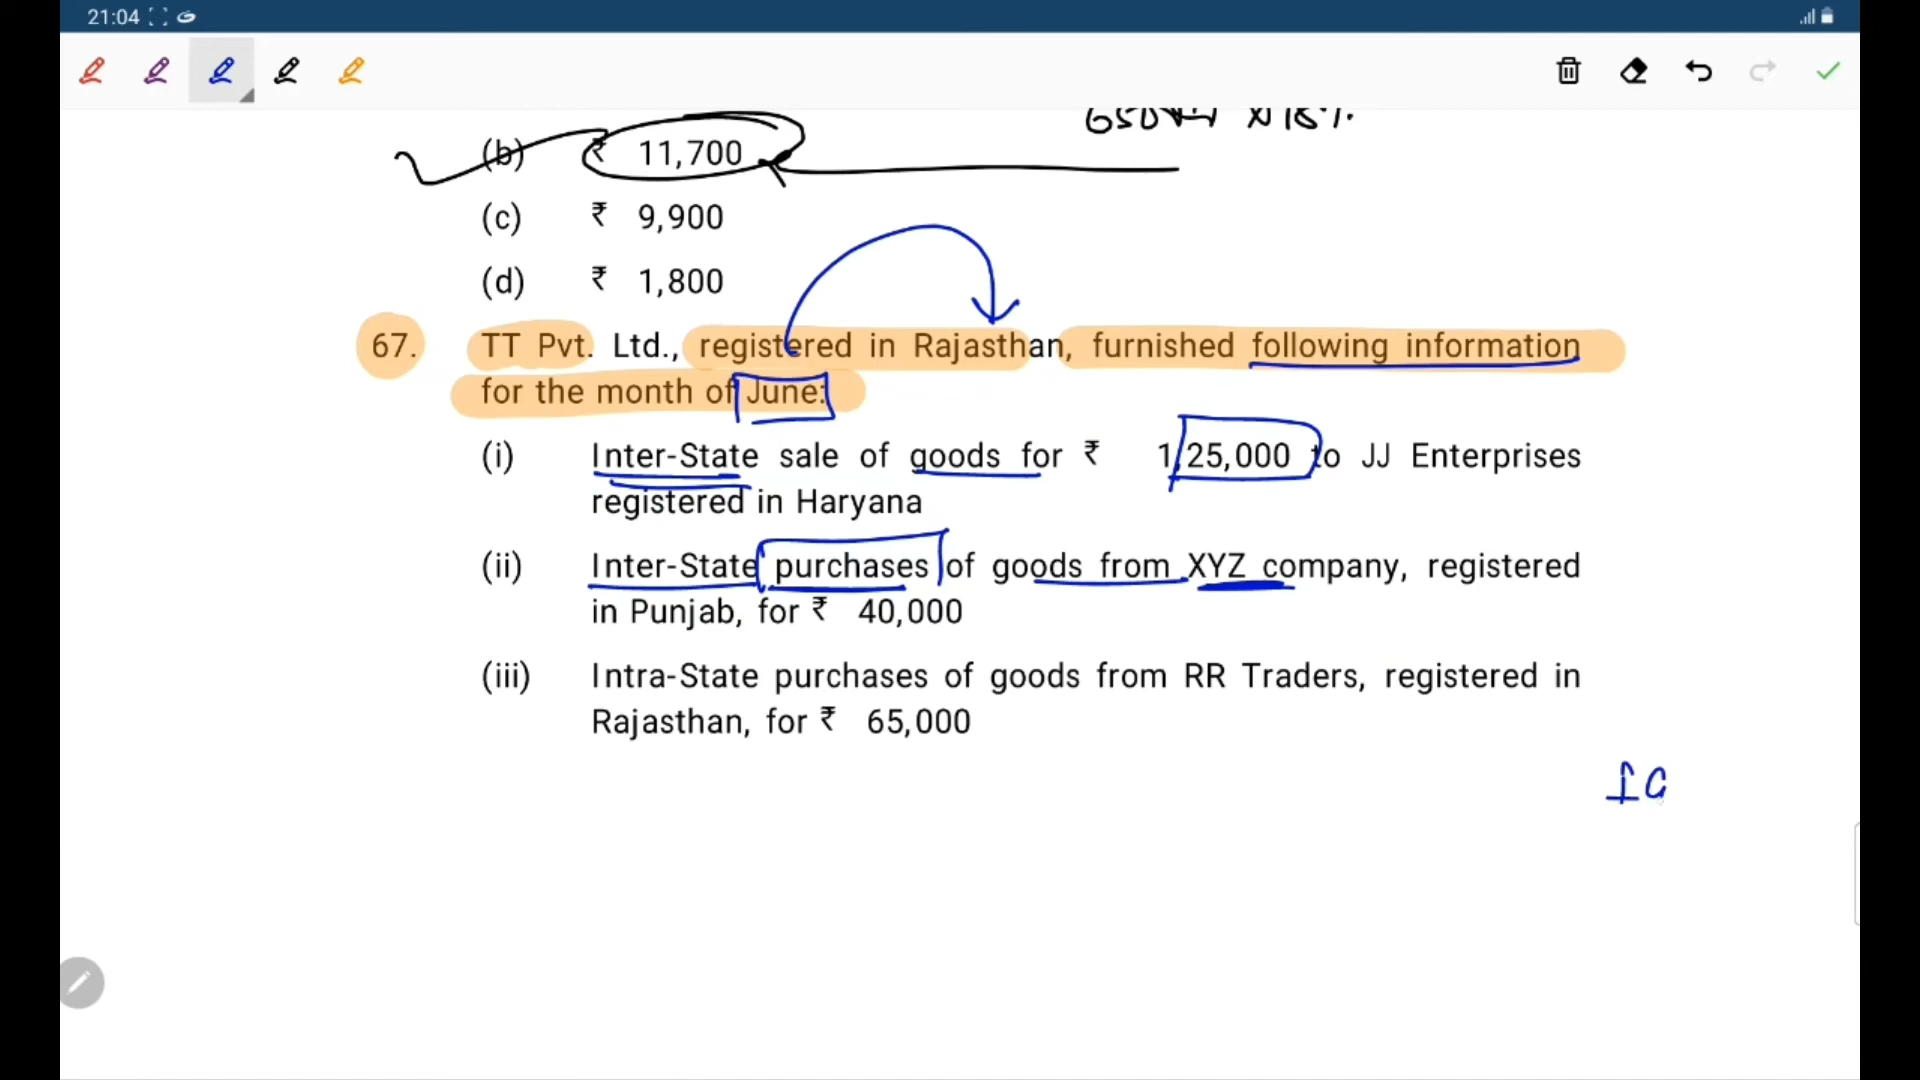 21:04
650 x 18%
(b) ₹ 11,700
(c) ₹ 9,900
(d) ₹ 1,800
67. TT Pvt. Ltd., registered in Rajasthan, furnished following information
for the month of June:
(i) Inter-State sale of goods for ₹ 1,25,000 to JJ Enterprises
registered in Haryana
(ii) Inter-State purchases of goods from XYZ company, registered
in Punjab, for ₹ 40,000
(iii) Intra-State purchases of goods from RR Traders, registered in
Rajasthan, for ₹ 65,000
IG